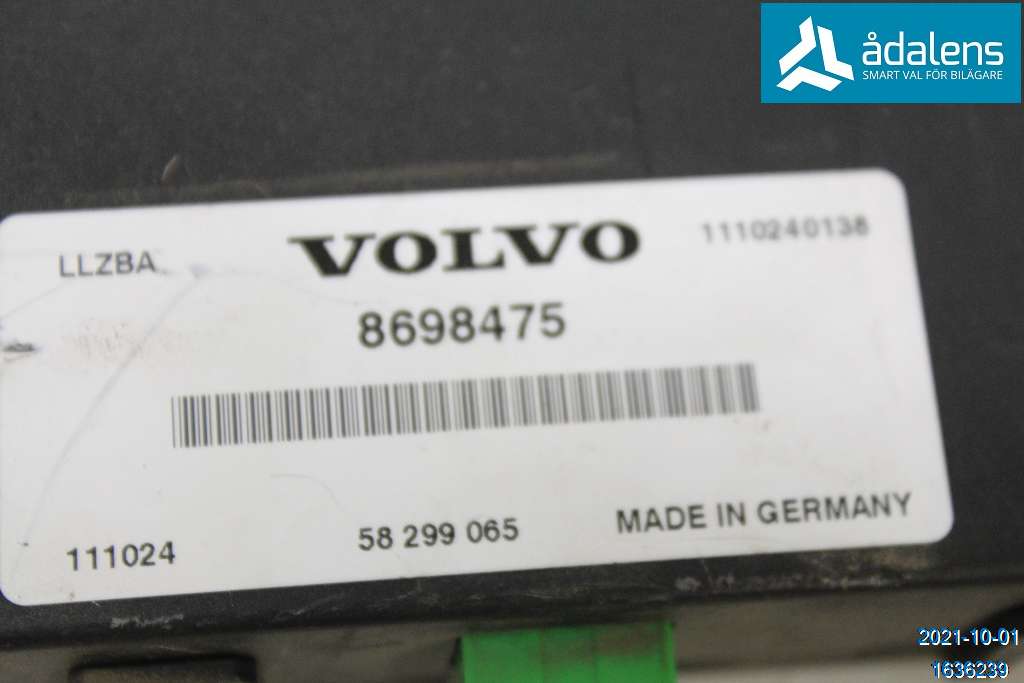 ådalens
SMART VAL FÖR BILÄGARE
LLZBA
VOLVO
1110240138
8698475
111024
58 299 065
MADE IN GERMANY
2021-10-01
1636239